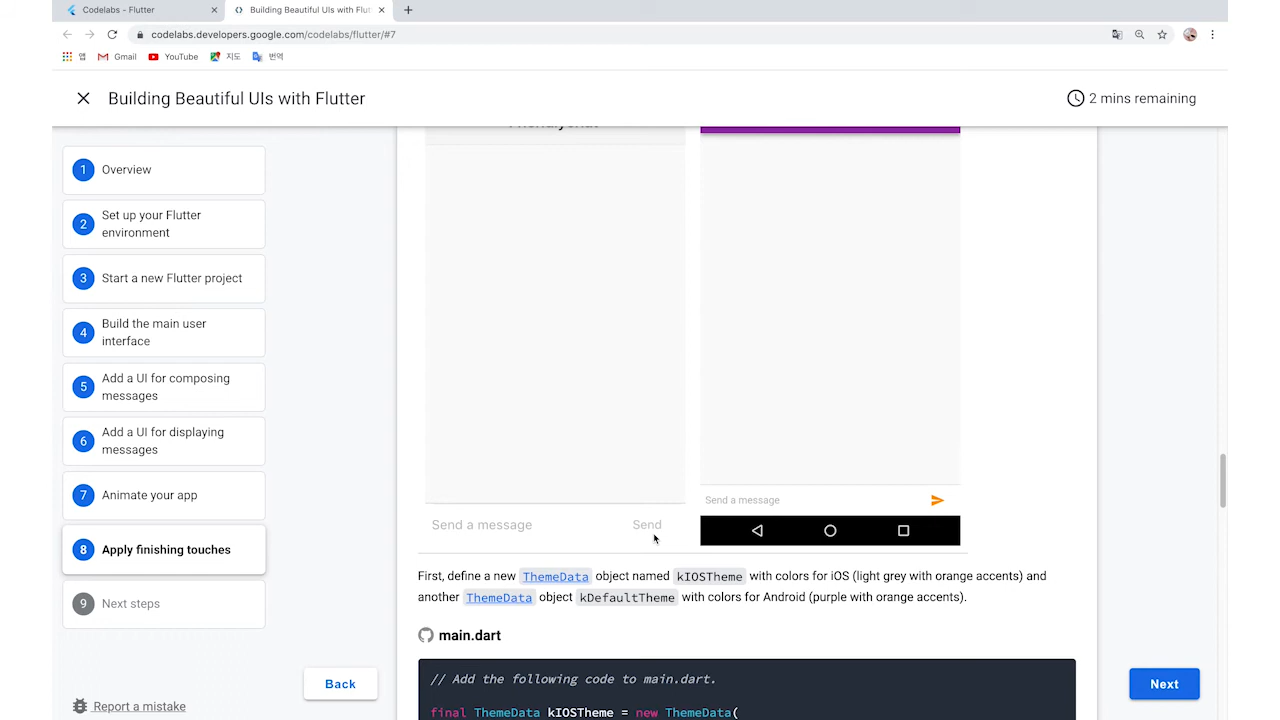 Codelabs - Flutter
Building Beautiful UIs with Flut
codelabs.developers.google.com/codelabs/flutter/#7
앱
Gmail
YouTube
지도
번역
Building Beautiful UIs with Flutter
2 mins remaining
1 Overview
2 Set up your Flutter
environment
3 Start a new Flutter project
4 Build the main user
interface
5 Add a UI for composing
messages
6 Add a UI for displaying
messages
7 Animate your app
8 Apply finishing touches
9 Next steps
Report a mistake
Send a message
Send
Send a message
First, define a new ThemeData object named kIOSTheme with colors for iOS (light grey with orange accents) and
another ThemeData object kDefaultTheme with colors for Android (purple with orange accents).
main.dart
// Add the following code to main.dart.
final ThemeData kIOSTheme = new ThemeData(
Back
Next